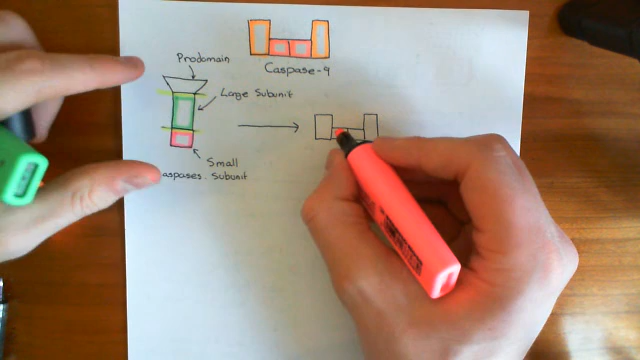 Caspase-9
Prodomain
Large Subunit
Small
aspases. Subunit